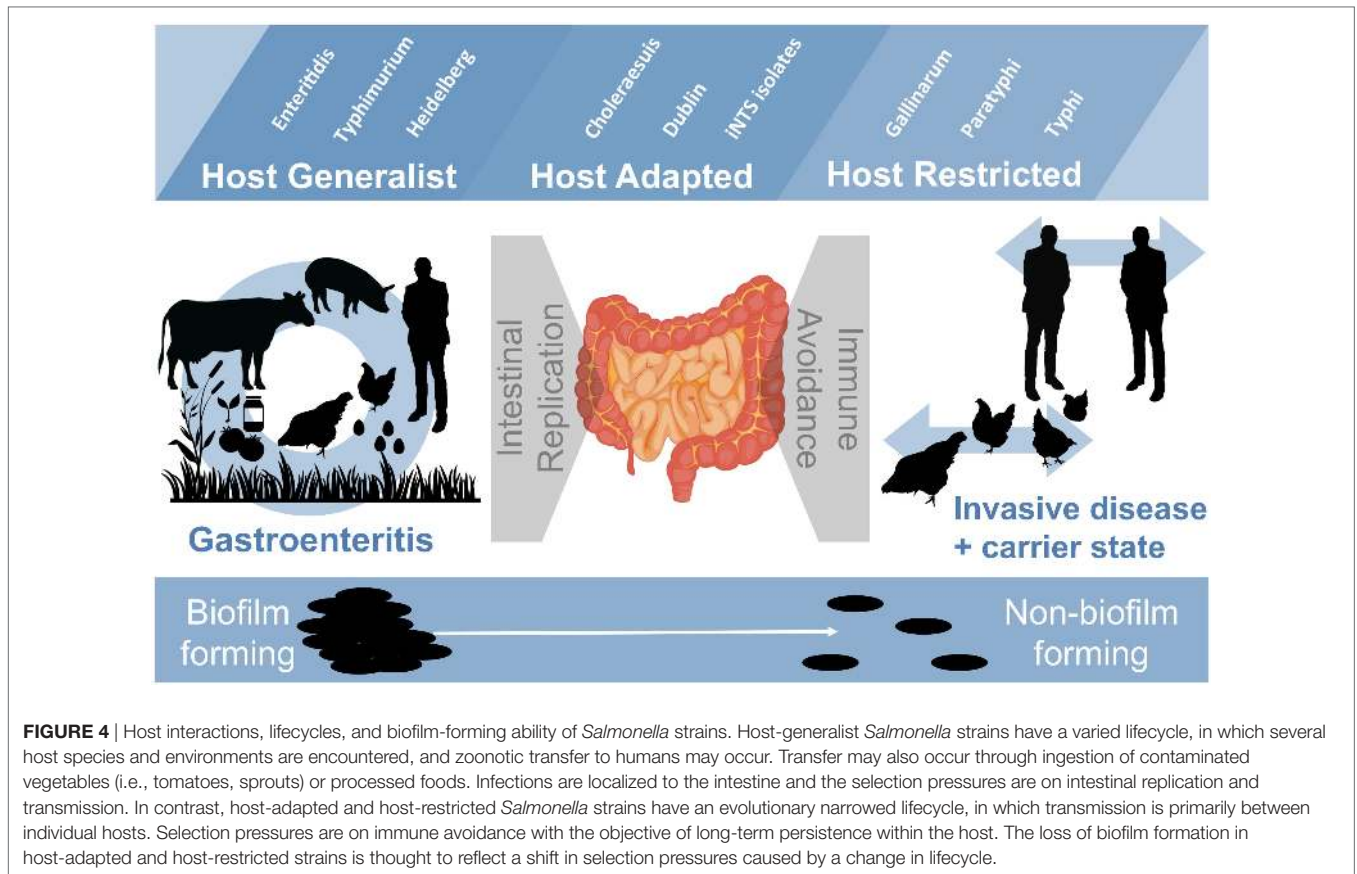 Enteritidis
Typhimurium
Heidelberg
Choleraesuis
Dublin
iNTS isolates
Gallinarum
Paratyphi
Typhi
Host Generalist
Host Adapted
Host Restricted
Intestinal
Replication
Immune
Avoidance
Gastroenteritis
Invasive disease
+ carrier state
Biofilm
forming
Non-biofilm
forming
FIGURE 4 | Host interactions, lifecycles, and biofilm-forming ability of Salmonella strains. Host-generalist Salmonella strains have a varied lifecycle, in which several
host species and environments are encountered, and zoonotic transfer to humans may occur. Transfer may also occur through ingestion of contaminated
vegetables (i.e., tomatoes, sprouts) or processed foods. Infections are localized to the intestine and the selection pressures are on intestinal replication and
transmission. In contrast, host-adapted and host-restricted Salmonella strains have an evolutionary narrowed lifecycle, in which transmission is primarily between
individual hosts. Selection pressures are on immune avoidance with the objective of long-term persistence within the host. The loss of biofilm formation in
host-adapted and host-restricted strains is thought to reflect a shift in selection pressures caused by a change in lifecycle.